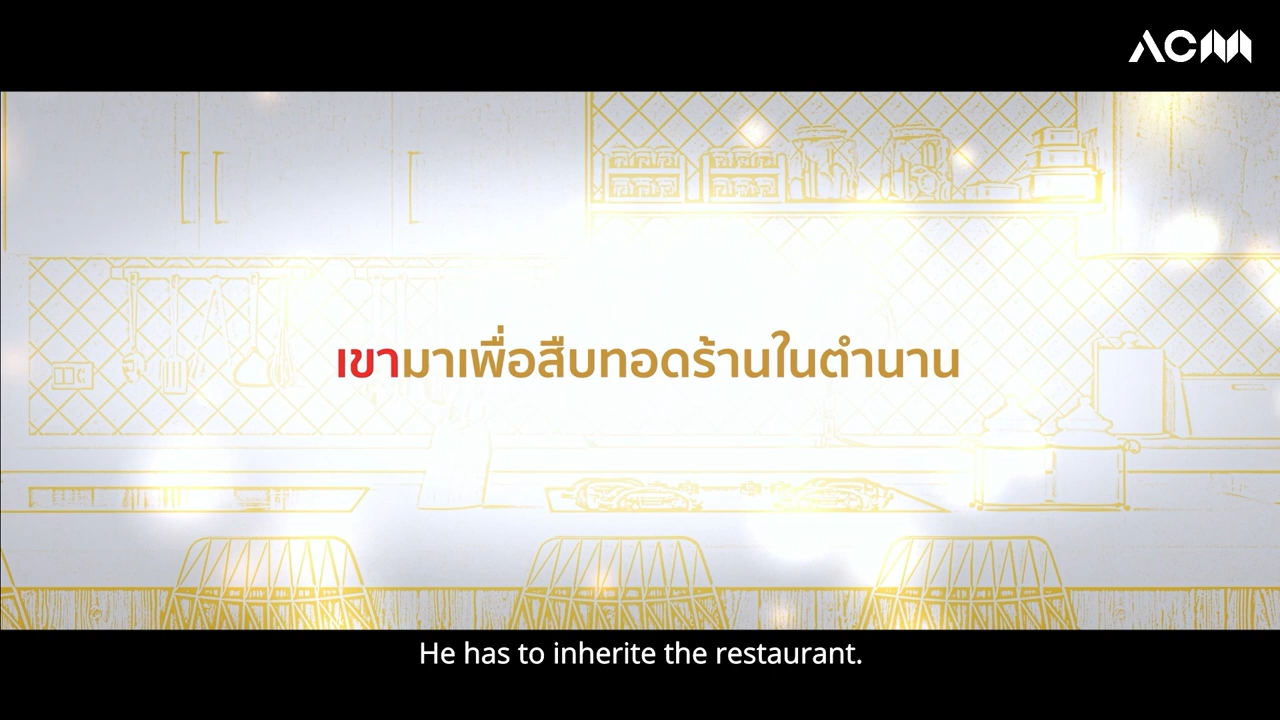 ACM
เขามาเพื่อสืบทอดร้านในตำนาน
He has to inherite the restaurant.